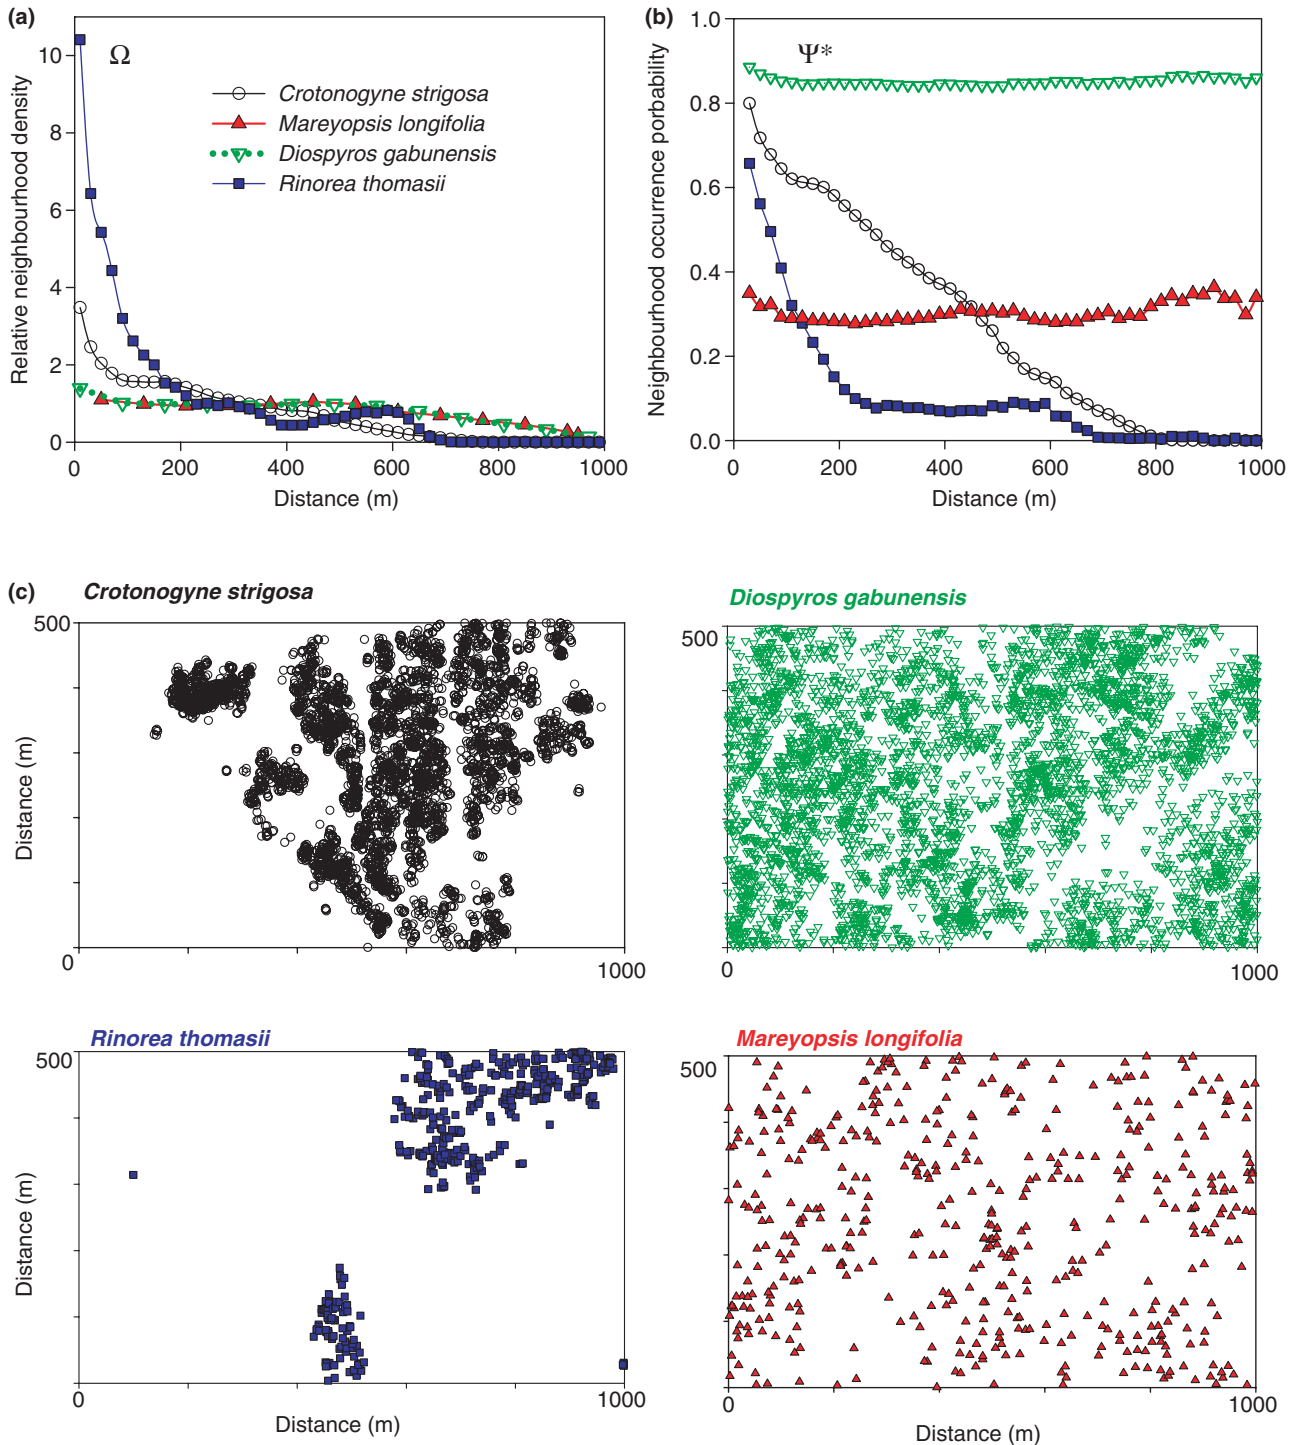 (a)
Ω
Relative neighbourhood density
10
8
6
4
2
0
Crotonogyne strigosa
Mareyopsis longifolia
Diospyros gabunensis
Rinorea thomasii
0 200 400 600 800 1000
Distance (m)
(b)
Ψ*
Neighbourhood occurrence porbability
1.0
0.8
0.6
0.4
0.2
0.0
0 200 400 600 800 1000
Distance (m)
(c)
Crotonogyne strigosa
500
Distance (m)
0 1000
Diospyros gabunensis
500
0 1000
Rinorea thomasii
500
Distance (m)
0 1000
Distance (m)
Mareyopsis longifolia
500
0 1000
Distance (m)